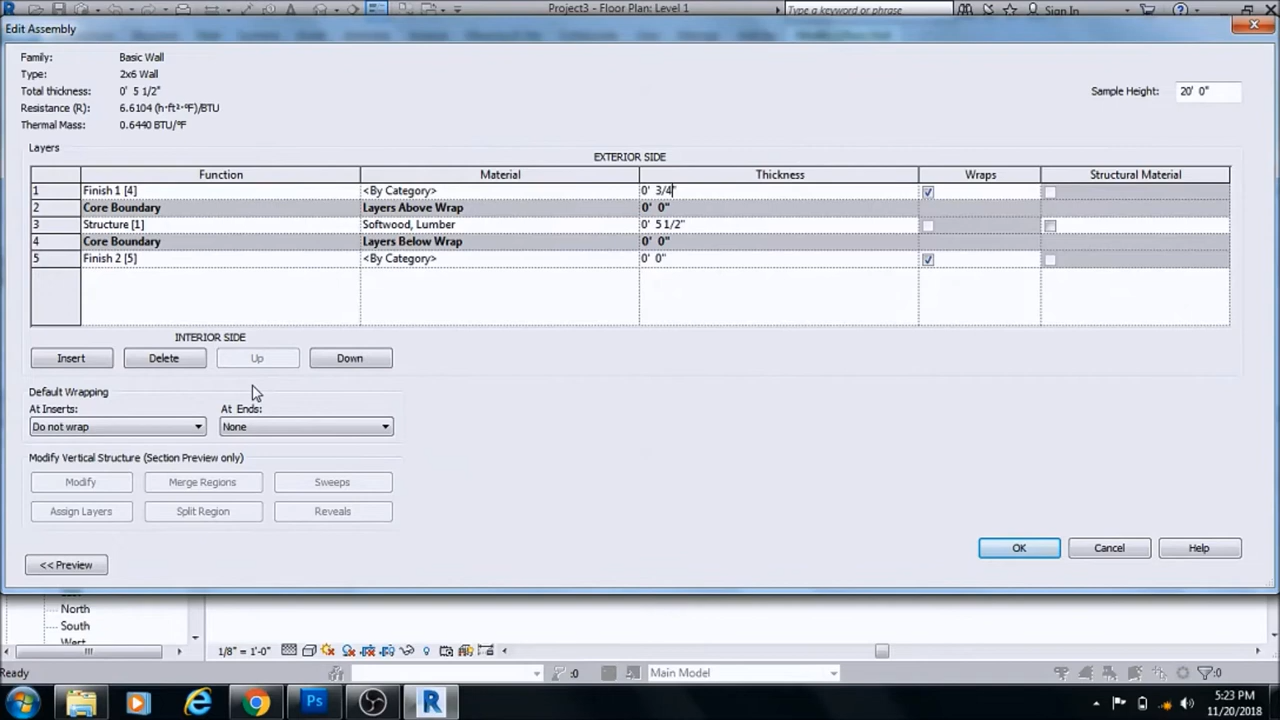 Project3 - Floor Plan: Level 1
Type a keyword or phrase
Sign In
Edit Assembly
Family: Basic Wall
Type: 2x6 Wall
Total thickness: 0' 5 1/2"
Resistance (R): 6.6104 (h·ft²·ºF)/BTU
Thermal Mass: 0.6440 BTU/ºF
Sample Height: 20' 0"
Layers
EXTERIOR SIDE
Function Material Thickness Wraps Structural Material
1 Finish 1 [4] <By Category> 0' 3/4"
2 Core Boundary Layers Above Wrap 0' 0"
3 Structure [1] Softwood, Lumber 0' 5 1/2"
4 Core Boundary Layers Below Wrap 0' 0"
5 Finish 2 [5] <By Category> 0' 0"
INTERIOR SIDE
Insert Delete Up Down
Default Wrapping
At Inserts: At Ends:
Do not wrap None
Modify Vertical Structure (Section Preview only)
Modify Merge Regions Sweeps
Assign Layers Split Region Reveals
OK Cancel Help
<< Preview
North
South
West
1/8" = 1'-0"
Ready
:0
Main Model
:0
Ps
R
5:23 PM
11/20/2018